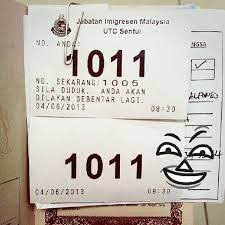 Jabatan Imigresen Malaysia
UTC Sentul
NO. ANDA:
1011
NO. SEKARANG:1005
SILA DUDUK, ANDA AKAN
DILAYAN SEBENTAR LAGI.
04/06/2013 08:30
1011
04/06/2013 08:30